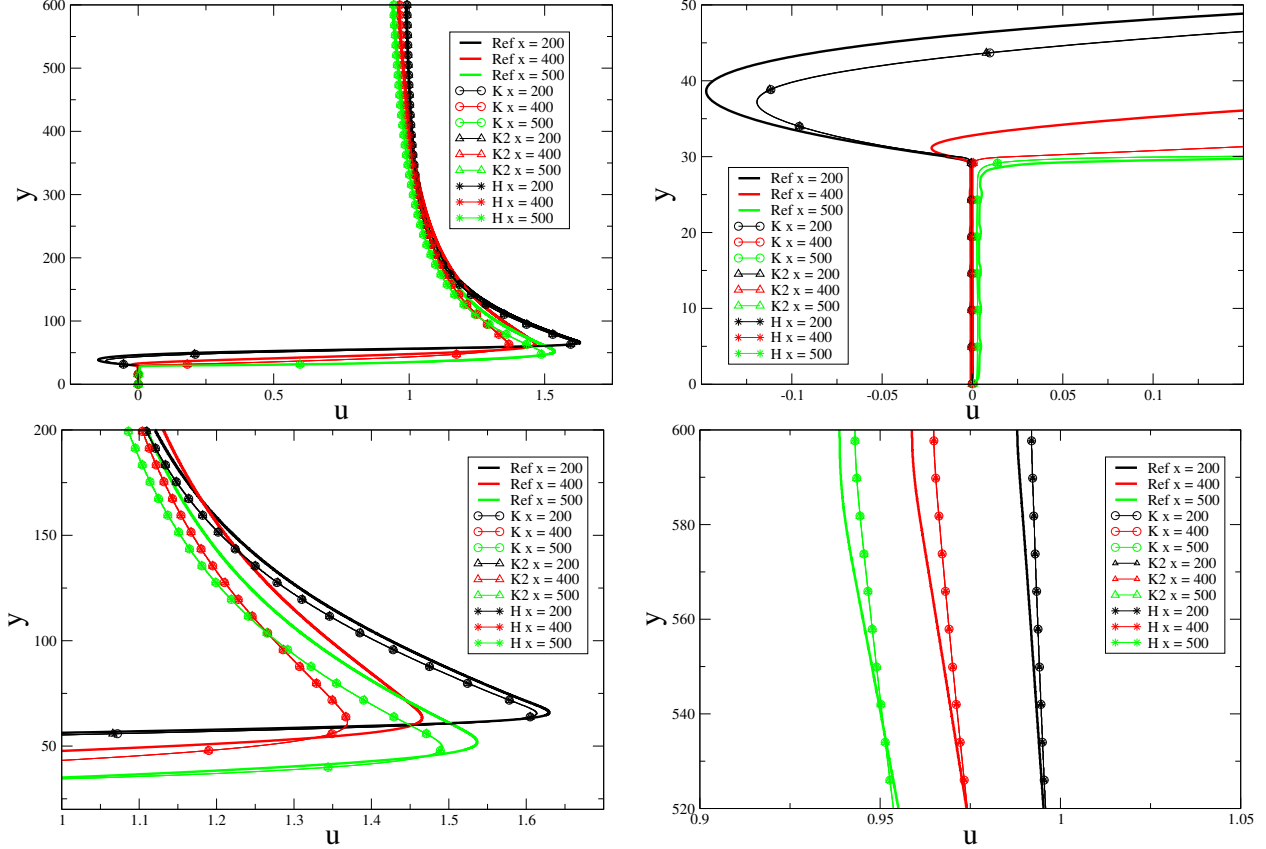 600
500
400
300
200
100
0
y
0
0.5
1
1.5
u
Ref x = 200
Ref x = 400
Ref x = 500
K x = 200
K x = 400
K x = 500
K2 x = 200
K2 x = 400
K2 x = 500
H x = 200
H x = 400
H x = 500
50
40
30
20
10
0
y
-0.1
-0.05
0
0.05
0.1
u
Ref x = 200
Ref x = 400
Ref x = 500
K x = 200
K x = 400
K x = 500
K2 x = 200
K2 x = 400
K2 x = 500
H x = 200
H x = 400
H x = 500
200
150
100
50
y
1
1.1
1.2
1.3
1.4
1.5
1.6
u
Ref x = 200
Ref x = 400
Ref x = 500
K x = 200
K x = 400
K x = 500
K2 x = 200
K2 x = 400
K2 x = 500
H x = 200
H x = 400
H x = 500
600
580
560
540
520
y
0.9
0.95
1
1.05
u
Ref x = 200
Ref x = 400
Ref x = 500
K x = 200
K x = 400
K x = 500
K2 x = 200
K2 x = 400
K2 x = 500
H x = 200
H x = 400
H x = 500